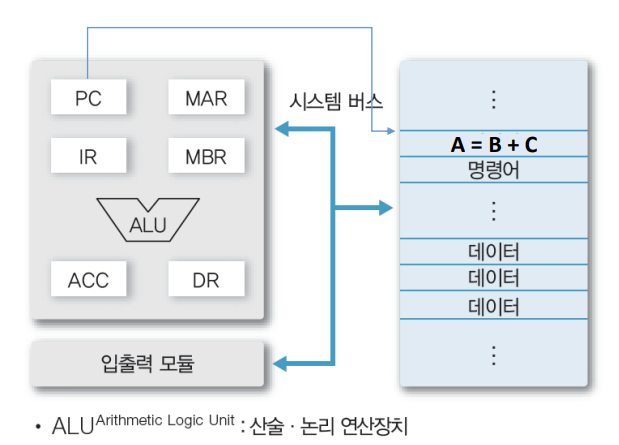 PC
MAR
시스템 버스
IR
MBR
ALU
ACC
DR
입출력 모듈
⋮
A = B + C
명령어
⋮
데이터
데이터
데이터
⋮
• ALU Arithmetic Logic Unit : 산술 · 논리 연산장치